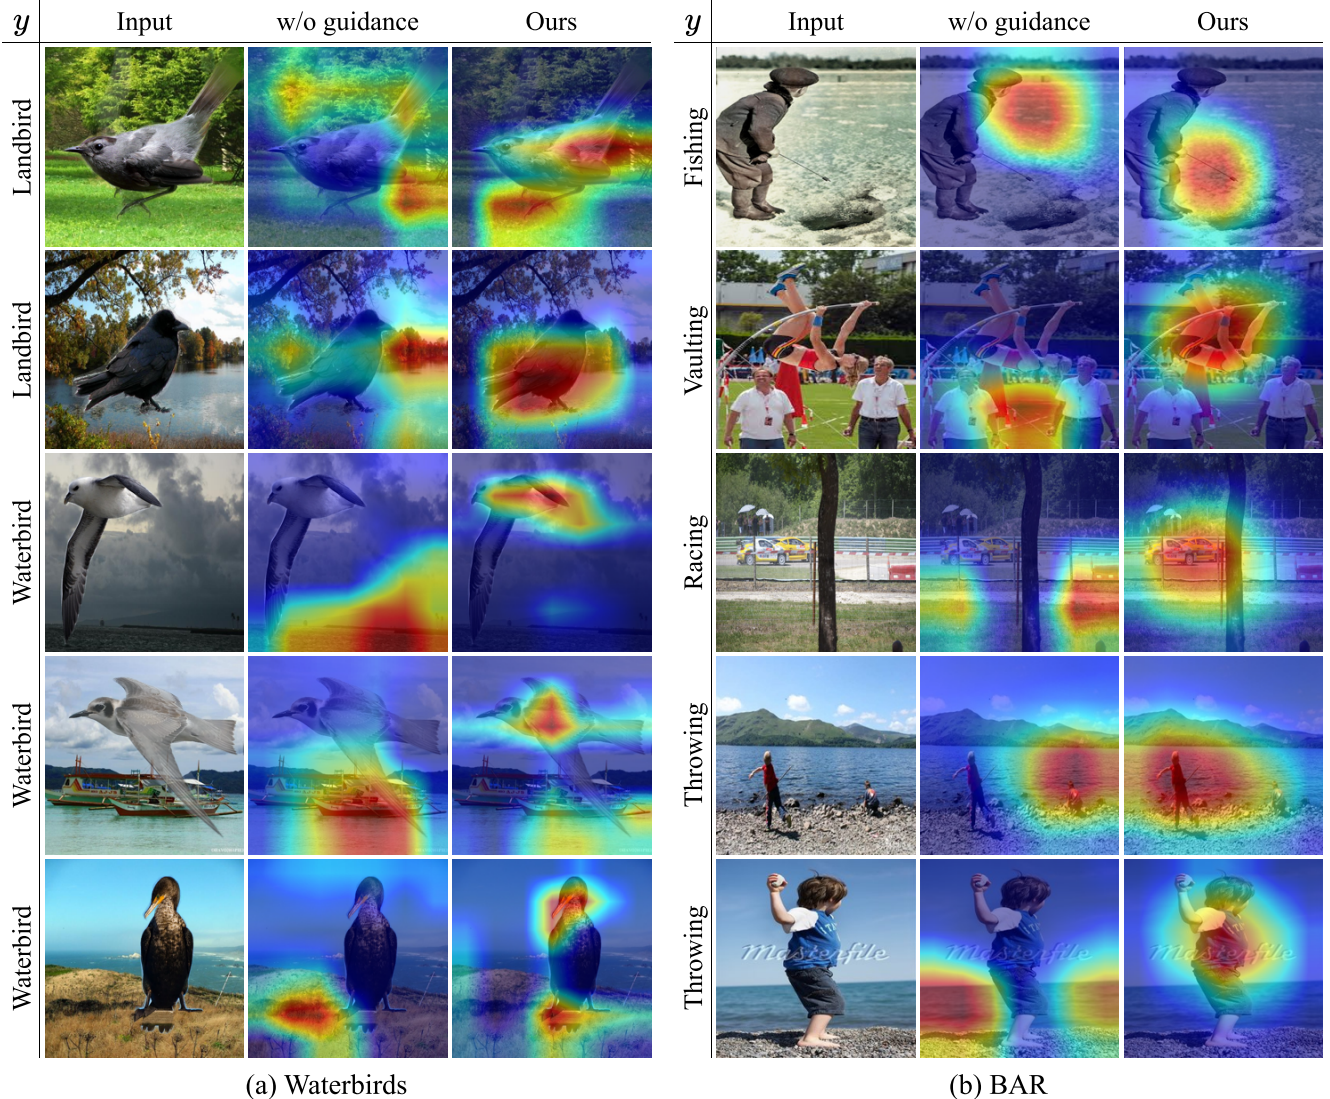 y Input w/o guidance Ours
Landbird
Landbird
Waterbird
Waterbird
Waterbird
(a) Waterbirds
y Input w/o guidance Ours
Fishing
Vaulting
Racing
Throwing
Throwing
Masterfile
Masterfile
Masterfile
(b) BAR